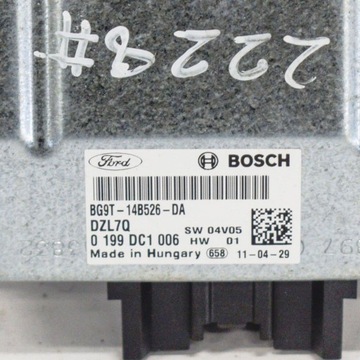 2228#
Ford BOSCH
BG9T-14B526-DA
DZL7Q SW 04V05
0 199 DC1 006 HW 01
Made in Hungary 658 11-04-29